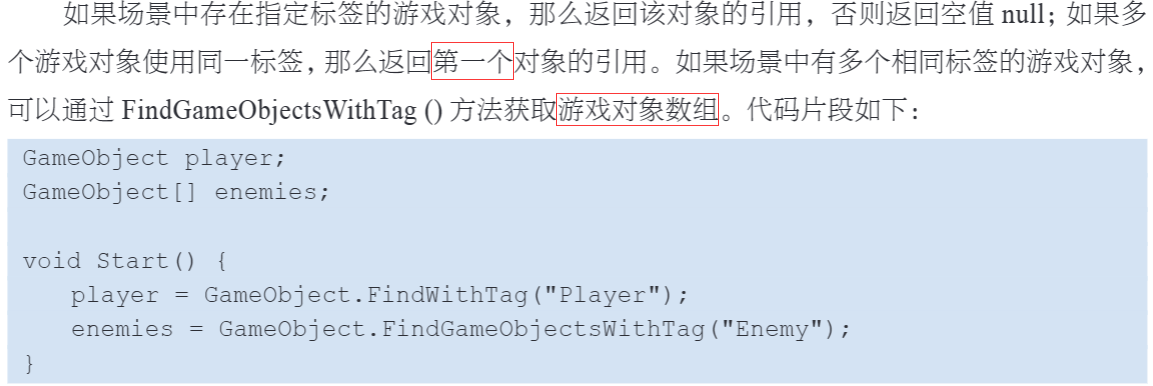 如果场景中存在指定标签的游戏对象，那么返回该对象的引用，否则返回空值 null；如果多
个游戏对象使用同一标签，那么返回第一个对象的引用。如果场景中有多个相同标签的游戏对象，
可以通过 FindGameObjectsWithTag () 方法获取游戏对象数组。代码片段如下：
GameObject player;
GameObject[] enemies;

void Start() {
   player = GameObject.FindWithTag("Player");
   enemies = GameObject.FindGameObjectsWithTag("Enemy");
}